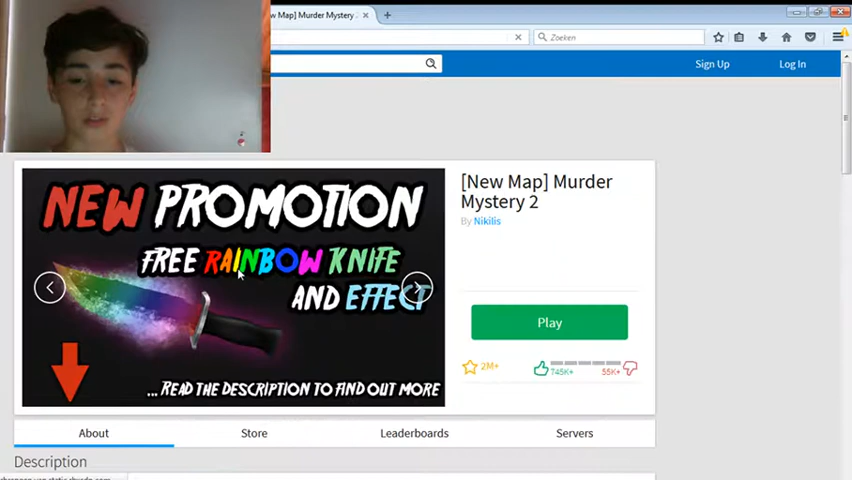 w Map] Murder Mystery
Zoeken
Sign Up
Log In
NEW PROMOTION
FREE RAINBOW KNIFE
AND EFFECT
...READ THE DESCRIPTION TO FIND OUT MORE
[New Map] Murder
Mystery 2
By Nikilis
Play
2M+
745K+
55K+
About
Store
Leaderboards
Servers
Description